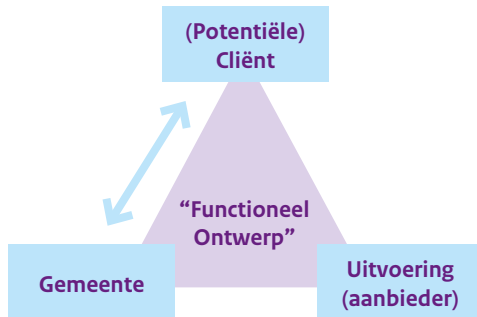 (Potentiële)
Cliënt
“Functioneel
Ontwerp”
Gemeente
Uitvoering
(aanbieder)